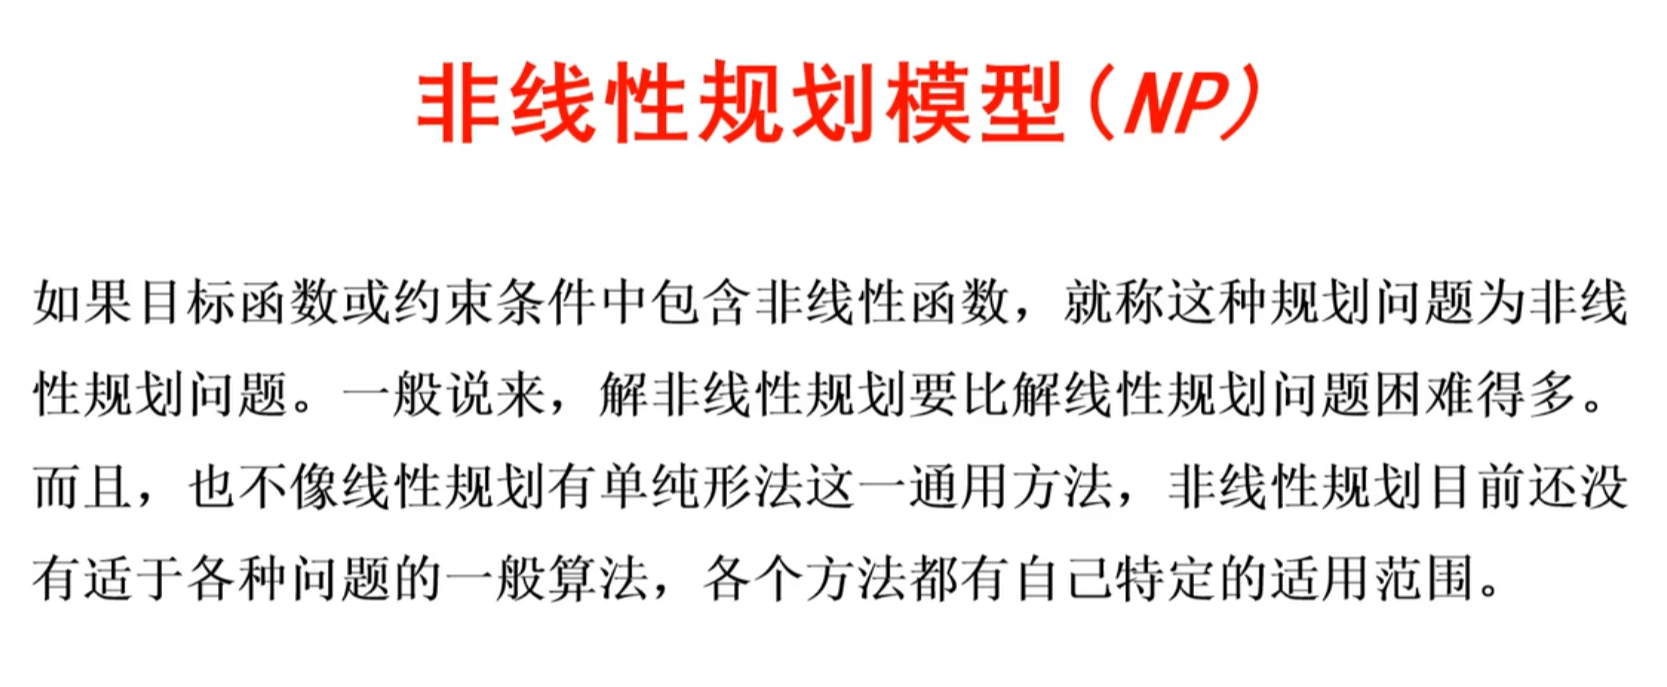 非线性规划模型(NP)
如果目标函数或约束条件中包含非线性函数，就称这种规划问题为非线
性规划问题。一般说来，解非线性规划要比解线性规划问题困难得多。
而且，也不像线性规划有单纯形法这一通用方法，非线性规划目前还没
有适于各种问题的一般算法，各个方法都有自己特定的适用范围。